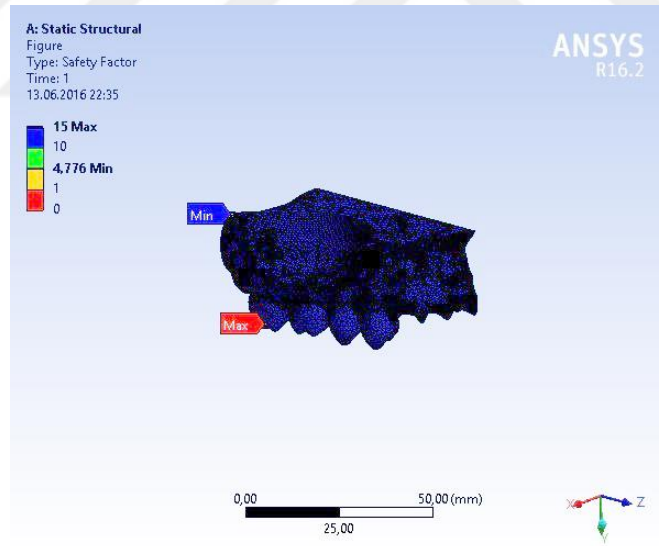 A: Static Structural
Figure
Type: Safety Factor
Time: 1
13.06.2016 22:35
ANSYS
R16.2
15 Max
10
4,776 Min
1
0
Min
Max
0,00
50,00 (mm)
25,00
X
Z
Y